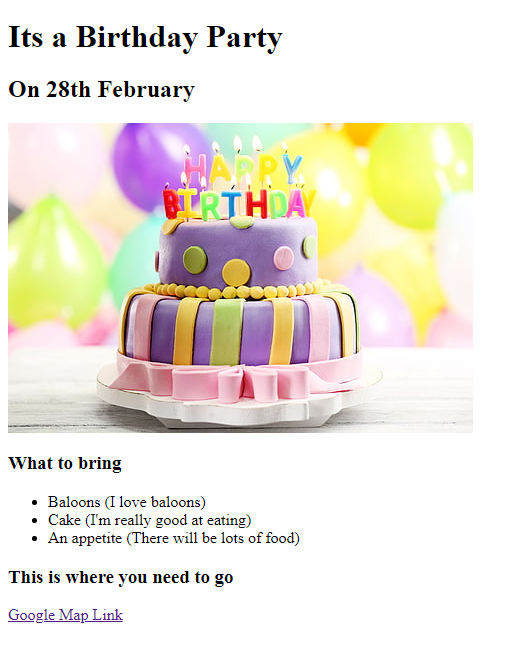 Its a Birthday Party
On 28th February
HAPPY
BIRTHDAY
What to bring
Baloons (I love baloons)
Cake (I'm really good at eating)
An appetite (There will be lots of food)
This is where you need to go
Google Map Link